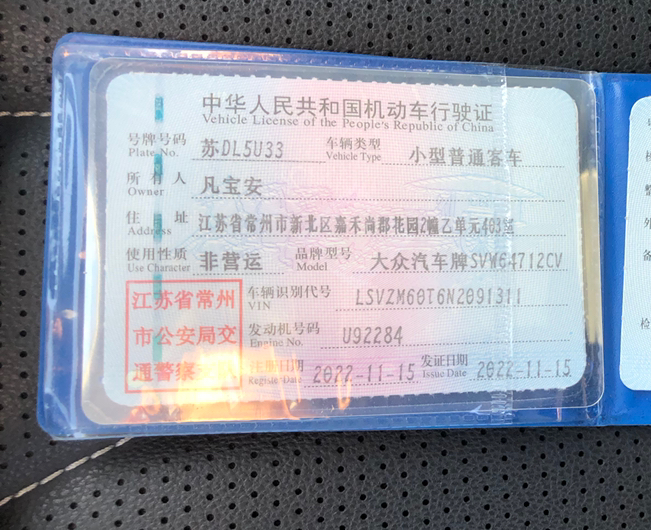 中华人民共和国机动车行驶证
Vehicle License of the People's Republic of China
号牌号码 苏DL5U33 车辆类型 小型普通客车
Plate No. Vehicle Type
所有人 凡宝安
Owner
住址 江苏省常州市新北区嘉禾尚郡花园2幢乙单元403室
Address
使用性质 非营运 品牌型号 大众汽车牌SVW64712CV
Use Character Model
江苏省常州
市公安局交
通警察支队
车辆识别代号 LSVZM60T6N2091311
VIN
发动机号码 U92284
Engine No.
注册日期 2022-11-15 发证日期 2022-11-15
Register Date Issue Date